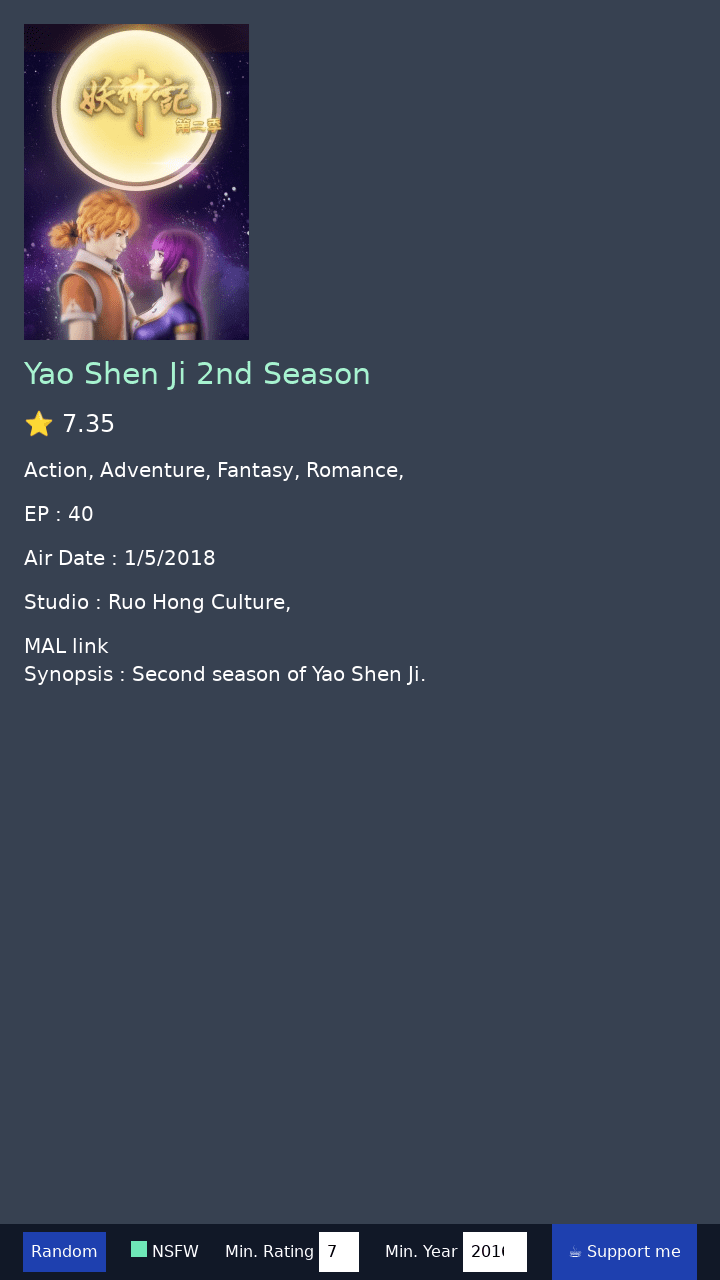 妖神記
第二季
Yao Shen Ji 2nd Season
⭐ 7.35
Action, Adventure, Fantasy, Romance,
EP : 40
Air Date : 1/5/2018
Studio : Ruo Hong Culture,
MAL link
Synopsis : Second season of Yao Shen Ji.
Random NSFW Min. Rating 7 Min. Year 2016 ☕ Support me